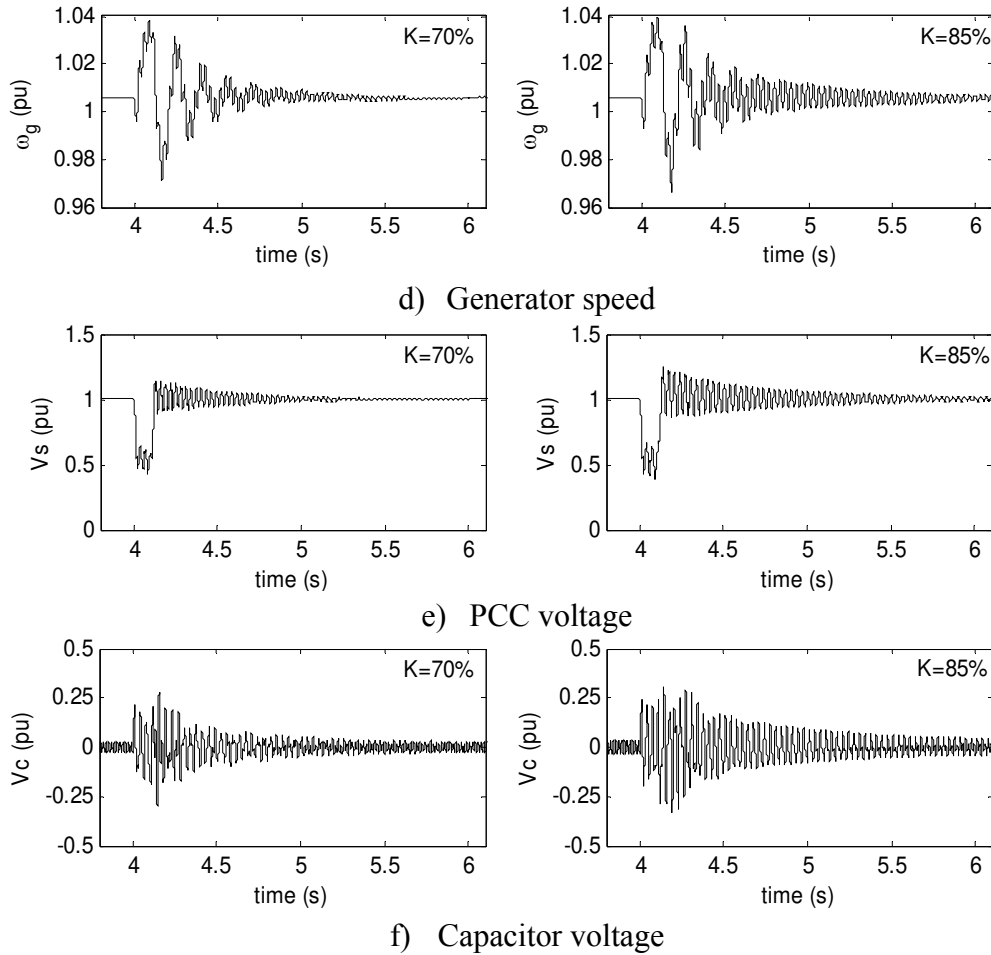 1.04
1.02
1
0.98
0.96
ω_g (pu)
K=70%
4 4.5 5 5.5 6
time (s)
1.04
1.02
1
0.98
0.96
ω_g (pu)
K=85%
4 4.5 5 5.5 6
time (s)
d) Generator speed
1.5
1
0.5
0
Vs (pu)
K=70%
4 4.5 5 5.5 6
time (s)
1.5
1
0.5
0
Vs (pu)
K=85%
4 4.5 5 5.5 6
time (s)
e) PCC voltage
0.5
0.25
0
-0.25
-0.5
Vc (pu)
K=70%
4 4.5 5 5.5 6
time (s)
0.5
0.25
0
-0.25
-0.5
Vc (pu)
K=85%
4 4.5 5 5.5 6
time (s)
f) Capacitor voltage